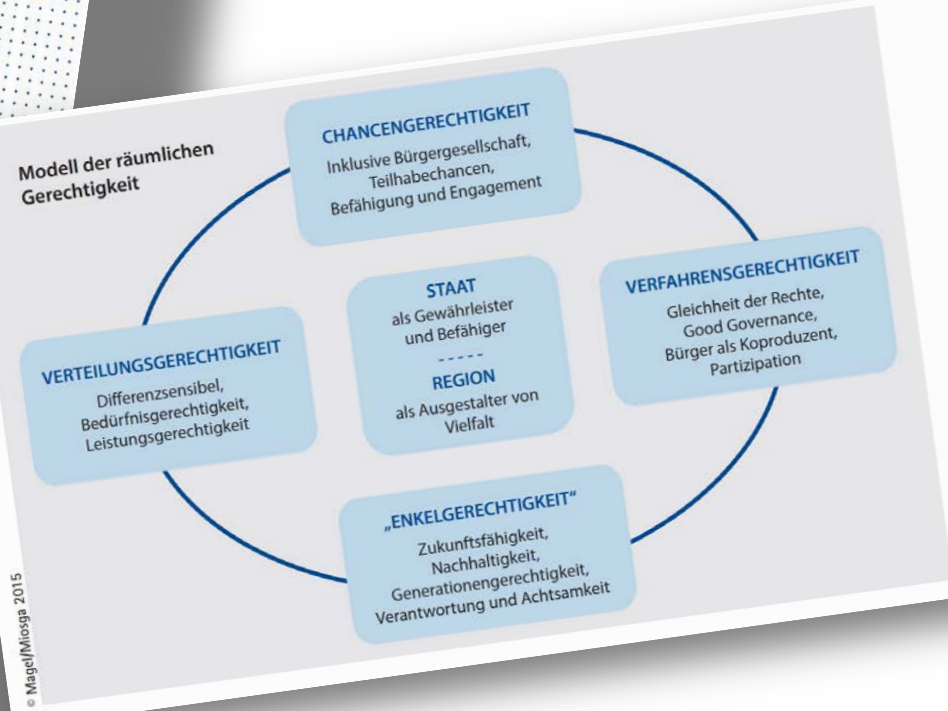 Modell der räumlichen
Gerechtigkeit
CHANCENGERECHTIGKEIT
Inklusive Bürgergesellschaft,
Teilhabechancen,
Befähigung und Engagement
VERFAHRENSGERECHTIGKEIT
Gleichheit der Rechte,
Good Governance,
Bürger als Koproduzent,
Partizipation
STAAT
als Gewährleister
und Befähiger
-----
REGION
als Ausgestalter von
Vielfalt
VERTEILUNGSGERECHTIGKEIT
Differenzsensibel,
Bedürfnisgerechtigkeit,
Leistungsgerechtigkeit
„ENKELGERECHTIGKEIT“
Zukunftsfähigkeit,
Nachhaltigkeit,
Generationengerechtigkeit,
Verantwortung und Achtsamkeit
© Magel/Miosga 2015